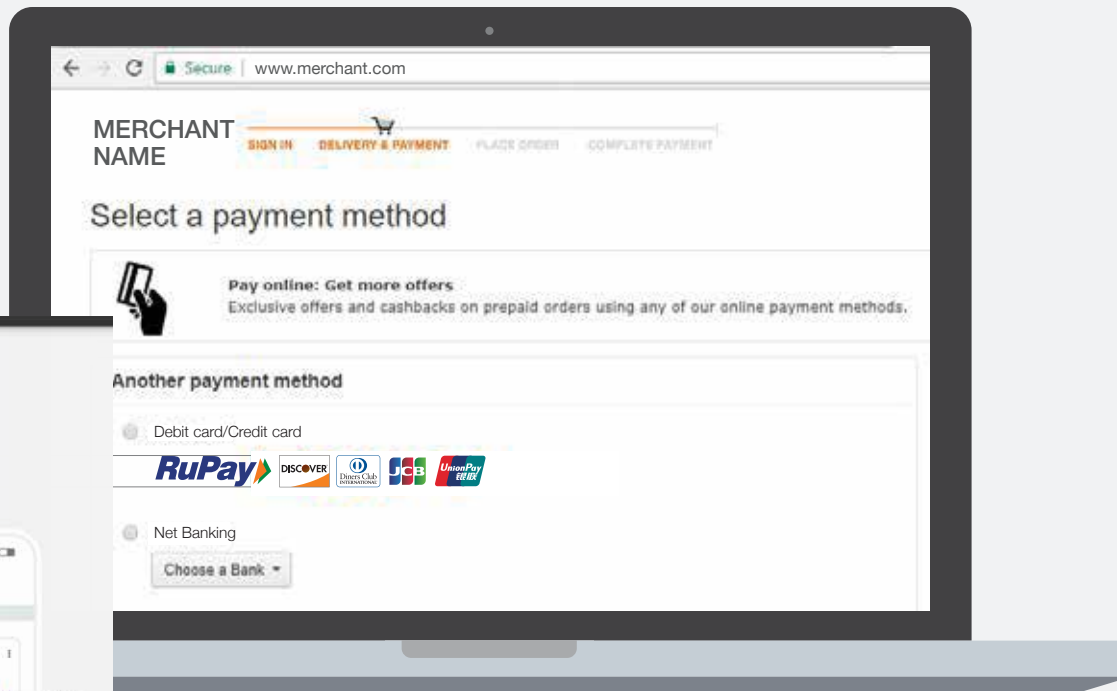 Secure | www.merchant.com
MERCHANT
NAME
SIGN IN DELIVERY & PAYMENT PLACE ORDER COMPLETE PAYMENT
Select a payment method
Pay online: Get more offers
Exclusive offers and cashbacks on prepaid orders using any of our online payment methods.
Another payment method
Debit card/Credit card
RuPay DISCOVER Diners Club INTERNATIONAL JCB UnionPay 银联
Net Banking
Choose a Bank